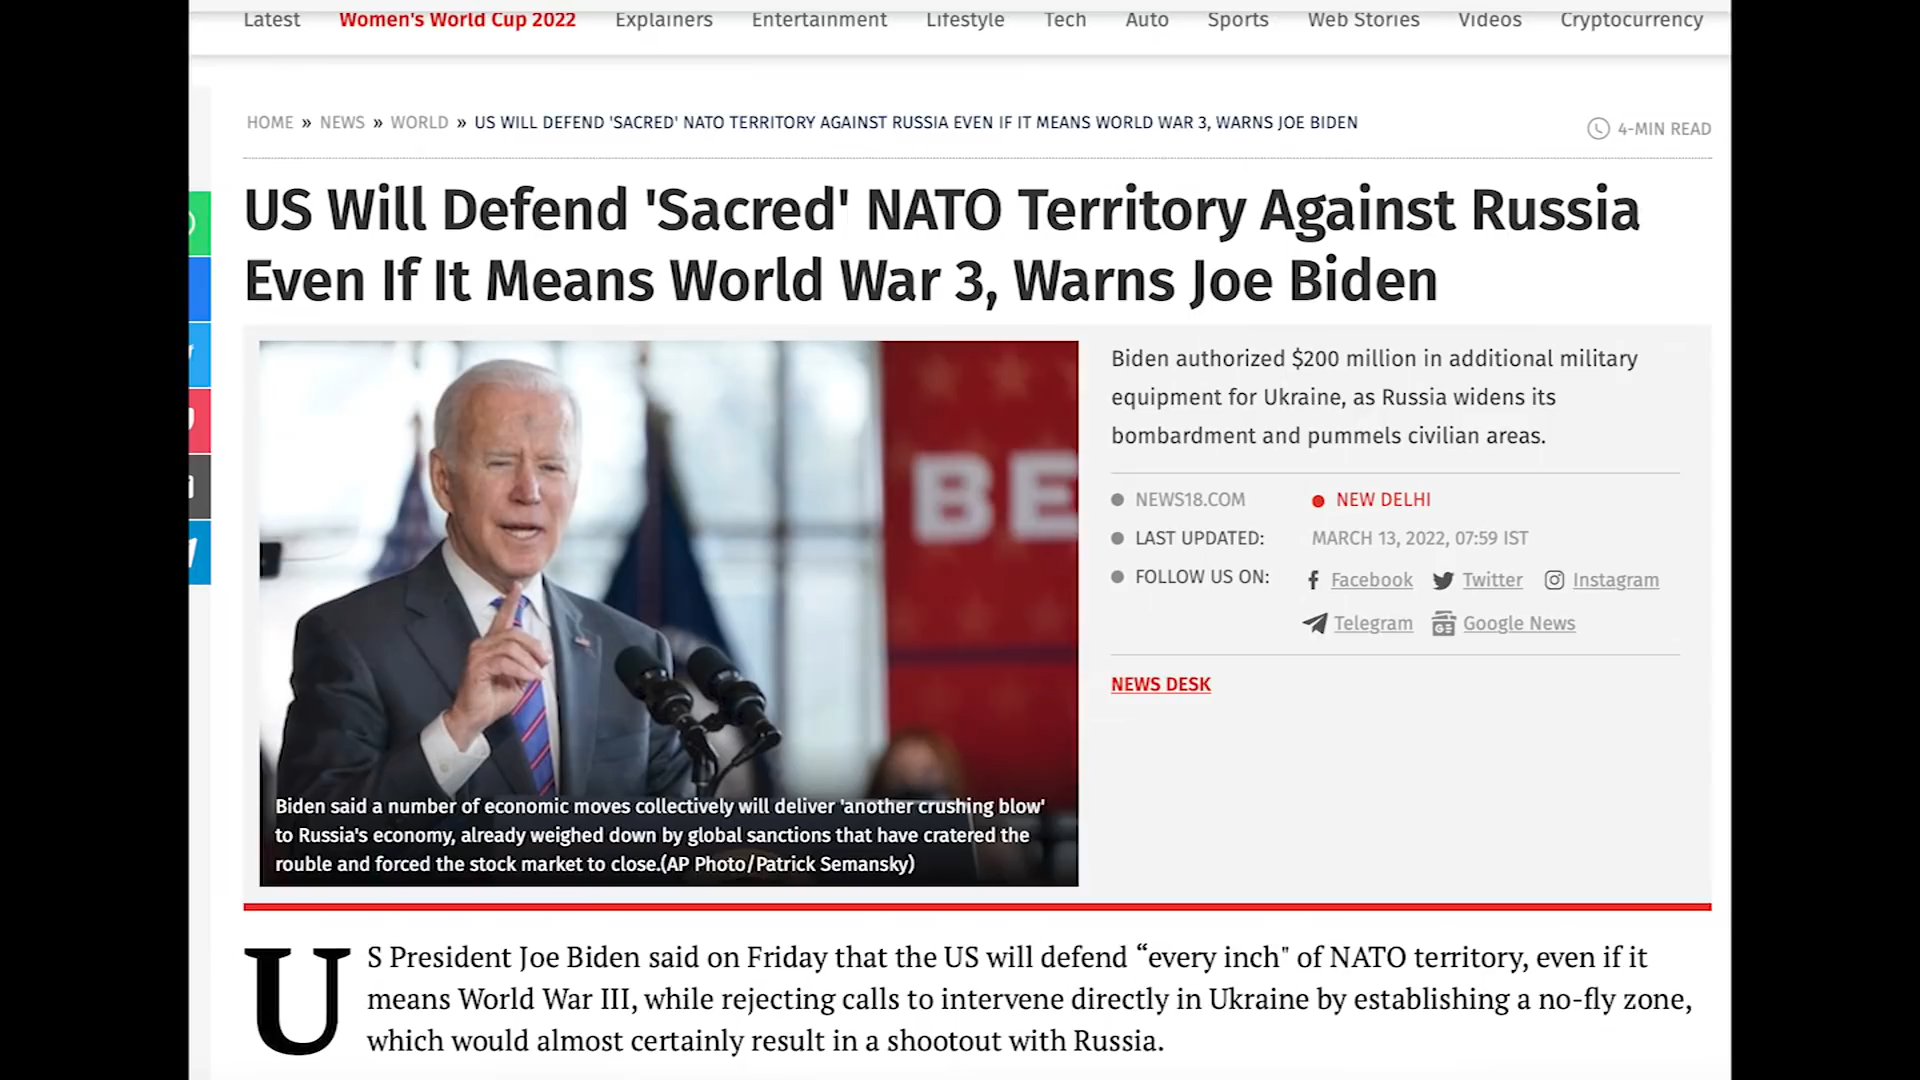 Latest Women's World Cup 2022 Explainers Entertainment Lifestyle Tech Auto Sports Web Stories Videos Cryptocurrency
HOME » NEWS » WORLD » US WILL DEFEND 'SACRED' NATO TERRITORY AGAINST RUSSIA EVEN IF IT MEANS WORLD WAR 3, WARNS JOE BIDEN
4-MIN READ
US Will Defend 'Sacred' NATO Territory Against Russia
Even If It Means World War 3, Warns Joe Biden
BE
Biden said a number of economic moves collectively will deliver 'another crushing blow'
to Russia's economy, already weighed down by global sanctions that have cratered the
rouble and forced the stock market to close.(AP Photo/Patrick Semansky)
Biden authorized $200 million in additional military
equipment for Ukraine, as Russia widens its
bombardment and pummels civilian areas.
NEWS18.COM NEW DELHI
LAST UPDATED: MARCH 13, 2022, 07:59 IST
FOLLOW US ON: Facebook Twitter Instagram
Telegram Google News
NEWS DESK
US President Joe Biden said on Friday that the US will defend “every inch" of NATO territory, even if it
means World War III, while rejecting calls to intervene directly in Ukraine by establishing a no-fly zone,
which would almost certainly result in a shootout with Russia.